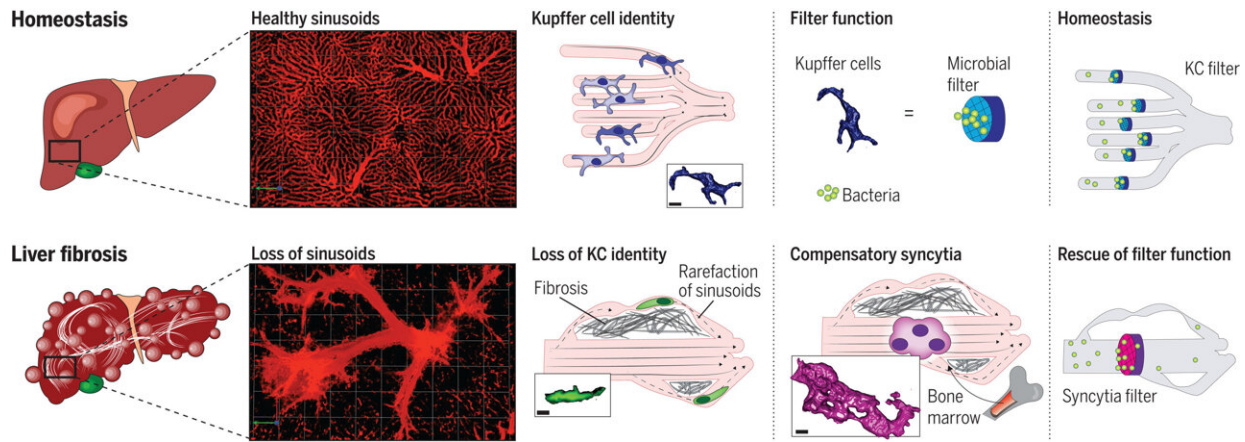 Homeostasis
Healthy sinusoids
Kupffer cell identity
Filter function
Kupffer cells
=
Microbial
filter
Bacteria
Homeostasis
KC filter
Liver fibrosis
Loss of sinusoids
Loss of KC identity
Fibrosis
Rarefaction
of sinusoids
Compensatory syncytia
Bone
marrow
Rescue of filter function
Syncytia filter